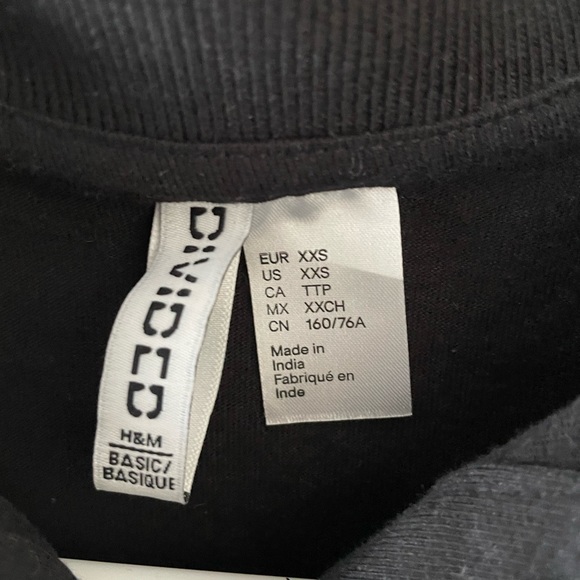 DIVIDED
H&M
BASIC/
BASIQUE
EUR XXS
US XXS
CA TTP
MX XXCH
CN 160/76A
Made in
India
Fabriqué en
Inde